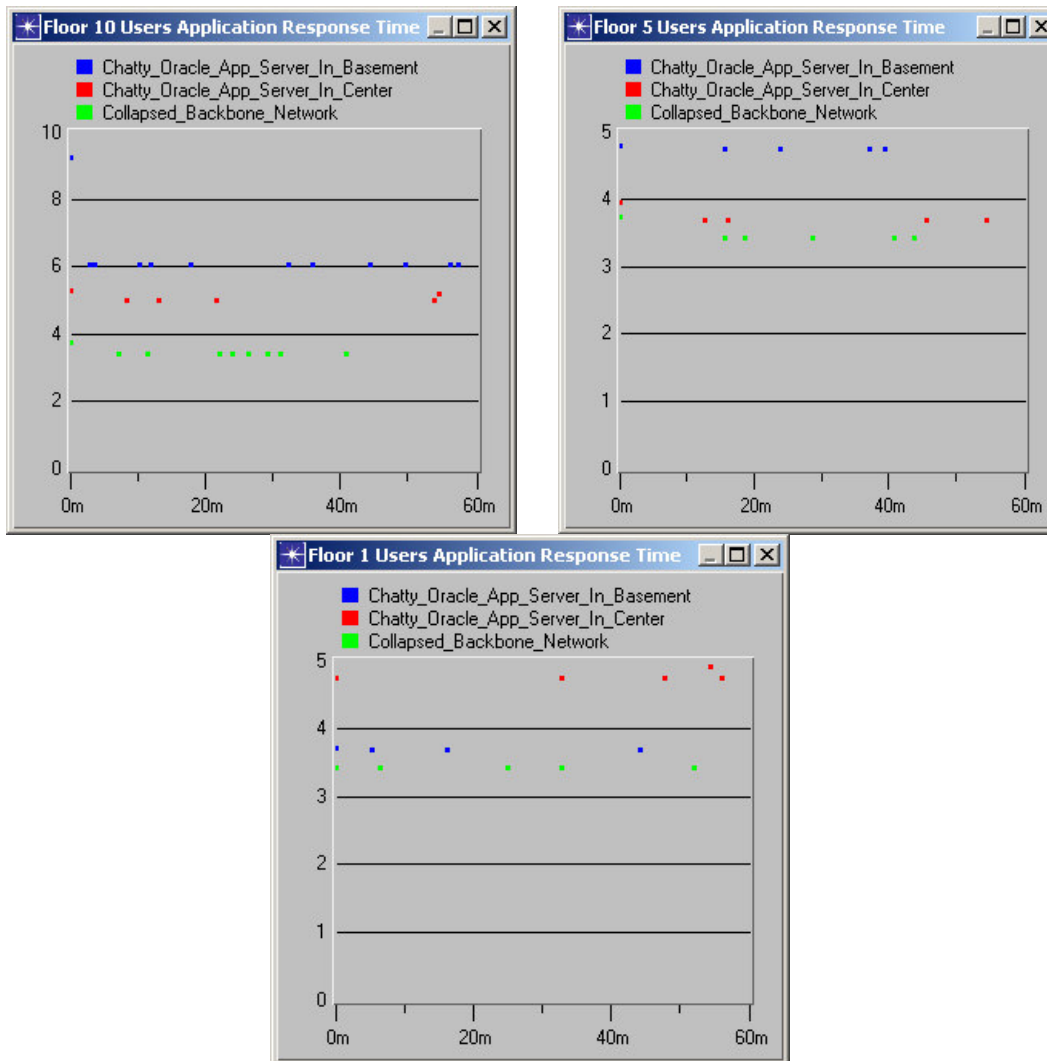 Floor 10 Users Application Response Time
Chatty_Oracle_App_Server_In_Basement
Chatty_Oracle_App_Server_In_Center
Collapsed_Backbone_Network
10
8
6
4
2
0
0m 20m 40m 60m
Floor 5 Users Application Response Time
Chatty_Oracle_App_Server_In_Basement
Chatty_Oracle_App_Server_In_Center
Collapsed_Backbone_Network
5
4
3
2
1
0
0m 20m 40m 60m
Floor 1 Users Application Response Time
Chatty_Oracle_App_Server_In_Basement
Chatty_Oracle_App_Server_In_Center
Collapsed_Backbone_Network
5
4
3
2
1
0
0m 20m 40m 60m